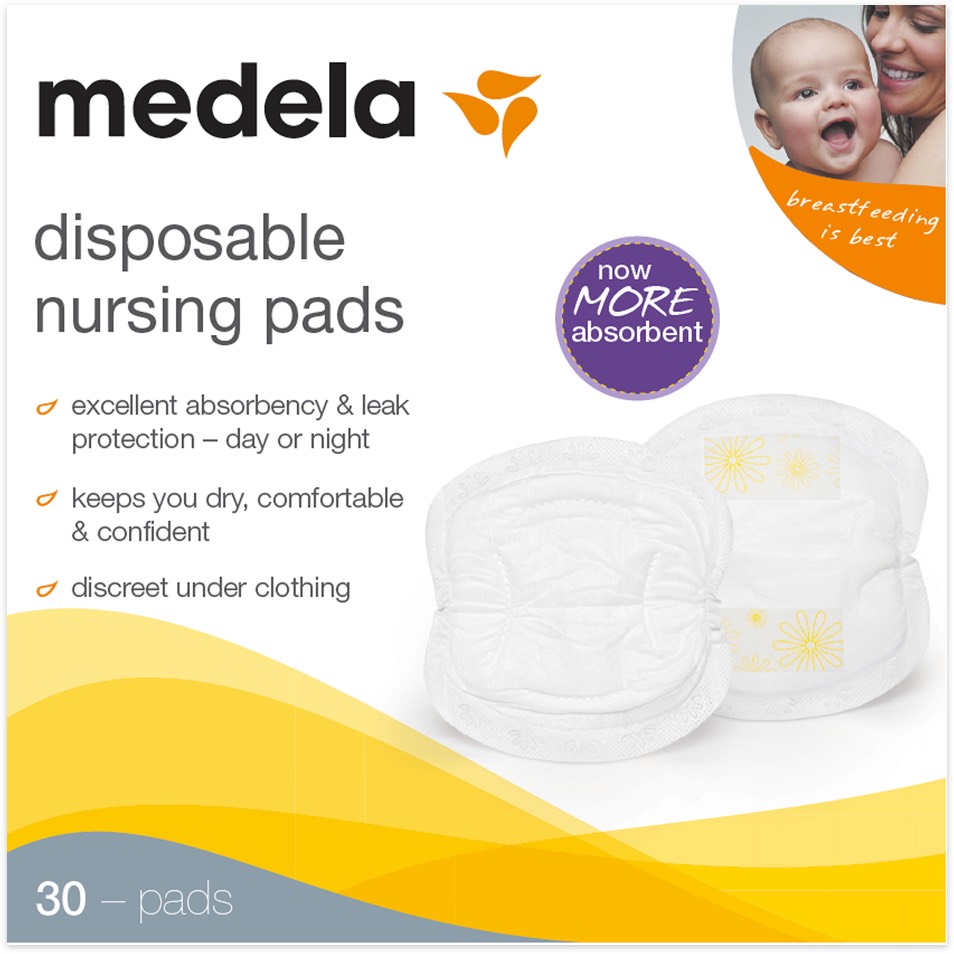 medela
breastfeeding
is best
disposable
nursing pads
now
MORE
absorbent
excellent absorbency & leak
protection – day or night
keeps you dry, comfortable
& confident
discreet under clothing
30 – pads